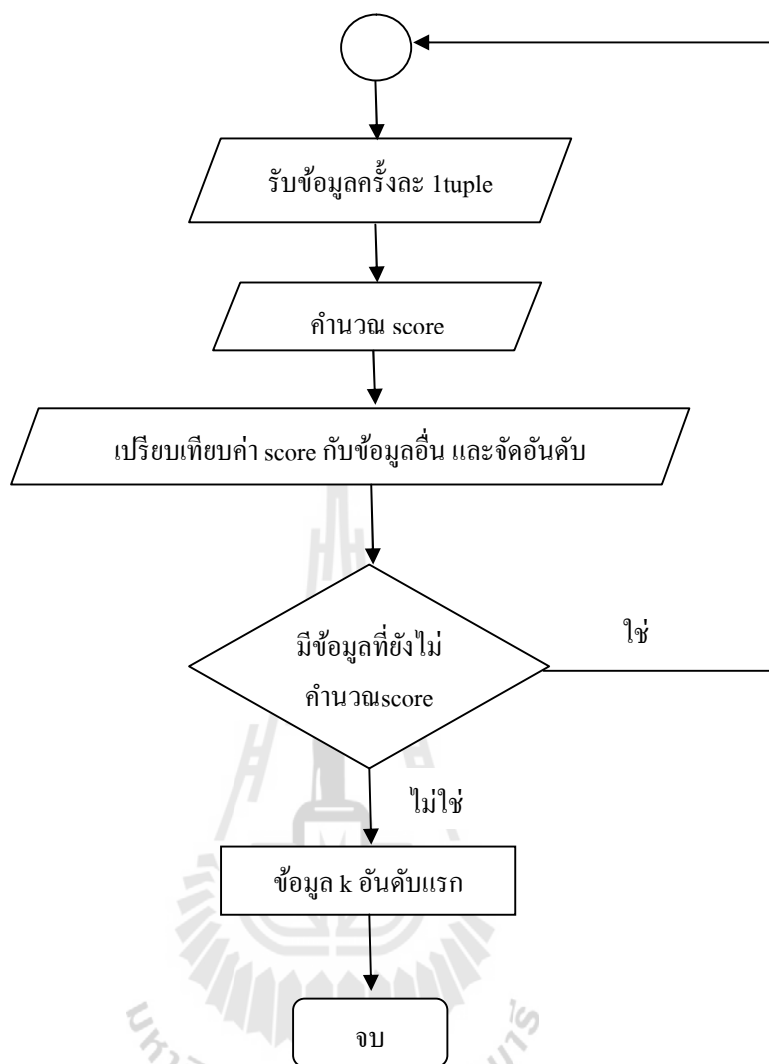 รับข้อมูลครั้งละ 1tuple
คำนวณ score
เปรียบเทียบค่า score กับข้อมูลอื่น และจัดอันดับ
มีข้อมูลที่ยังไม่
คำนวณscore
ใช่
ไม่ใช่
ข้อมูล k อันดับแรก
จบ